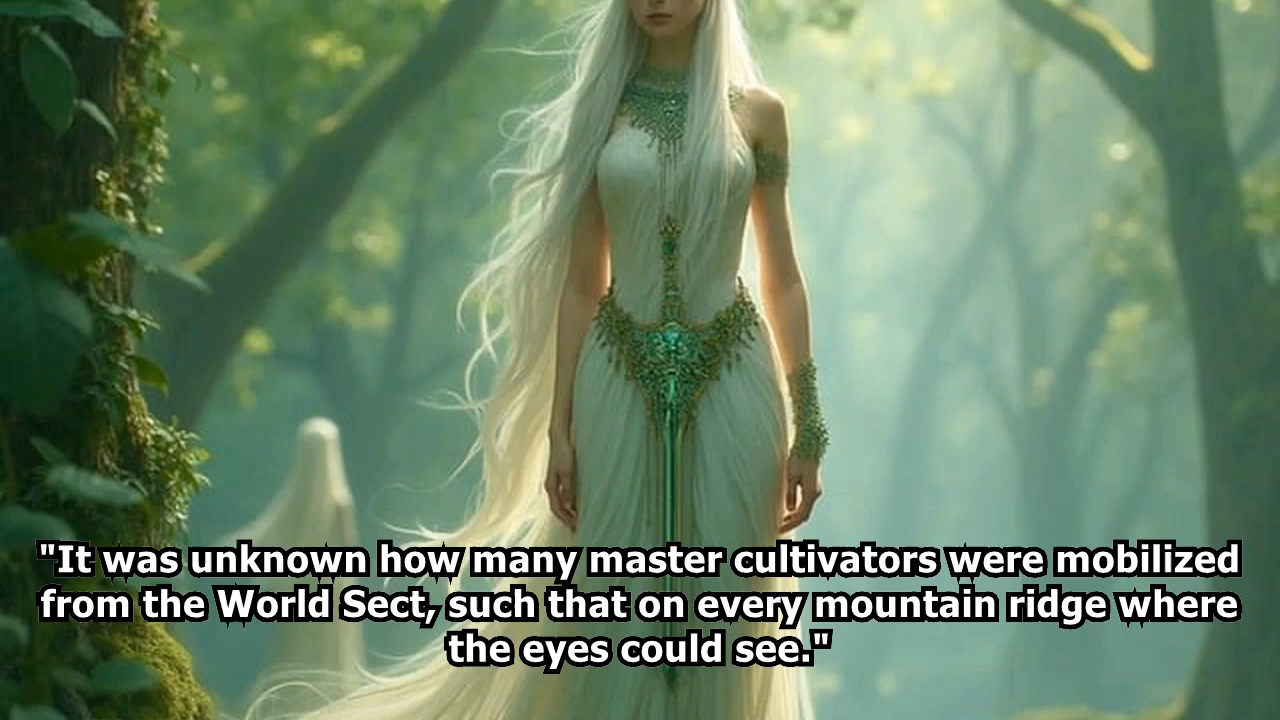 "It was unknown how many master cultivators were mobilized
from the World Sect, such that on every mountain ridge where
the eyes could see."